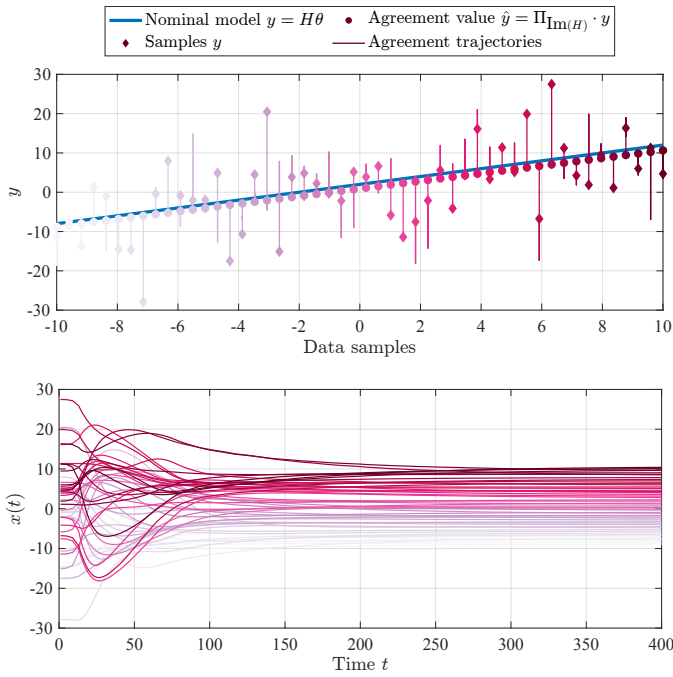 Nominal model y = Hθ
Agreement value ŷ = Π_Im(H) · y
Samples y
Agreement trajectories
30
20
10
0
-10
-20
-30
y
-10 -8 -6 -4 -2 0 2 4 6 8 10
Data samples
30
20
10
0
-10
-20
-30
x(t)
0 50 100 150 200 250 300 350 400
Time t